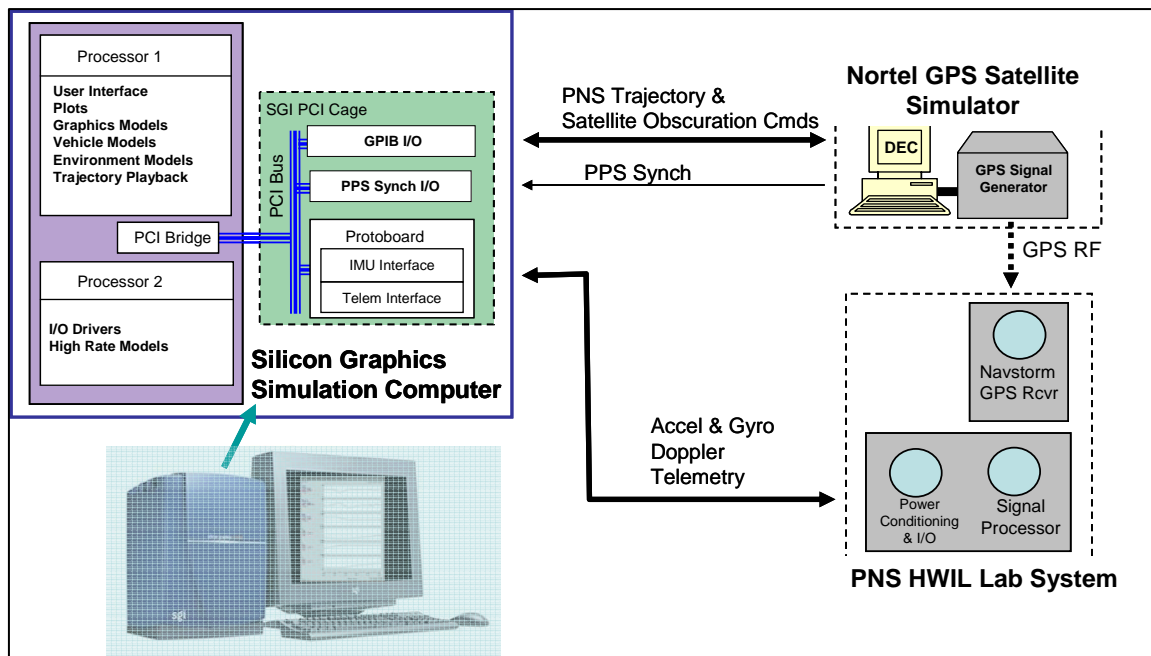 Processor 1
User Interface
Plots
Graphics Models
Vehicle Models
Environment Models
Trajectory Playback
PCI Bridge
Processor 2
I/O Drivers
High Rate Models
SGI PCI Cage
PCI Bus
GPIB I/O
PPS Synch I/O
Protoboard
IMU Interface
Telem Interface
Silicon Graphics
Simulation Computer
sgi
PNS Trajectory &
Satellite Obscuration Cmds
PPS Synch
Accel & Gyro
Doppler
Telemetry
Nortel GPS Satellite
Simulator
DEC
GPS Signal
Generator
GPS RF
Navstorm
GPS Rcvr
Power
Conditioning
& I/O
Signal
Processor
PNS HWIL Lab System